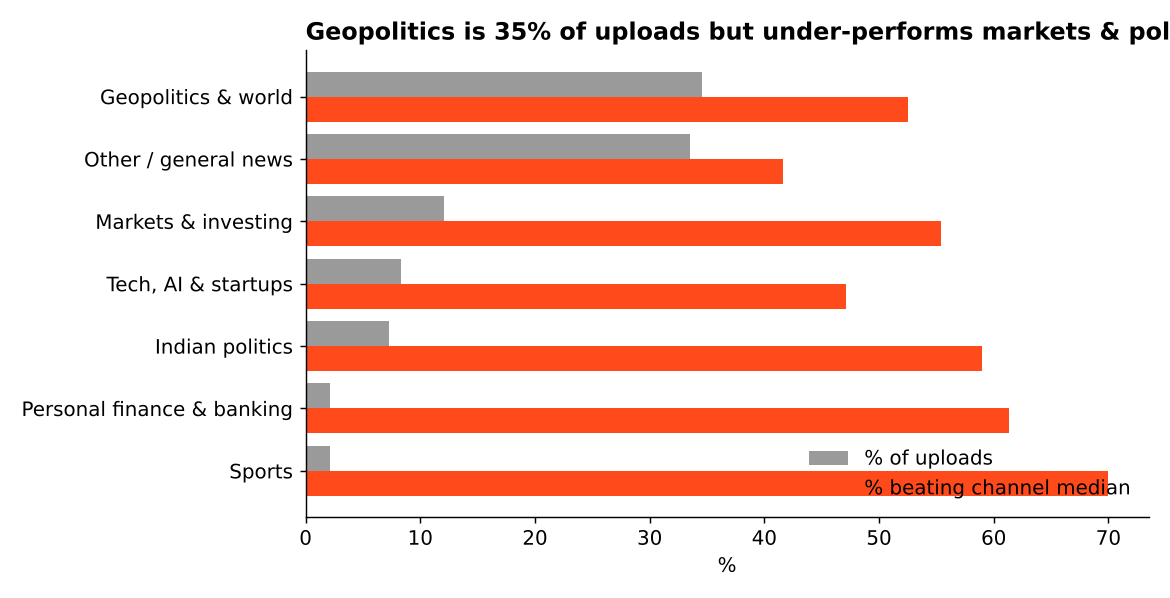 Geopolitics is 35% of uploads but under-performs markets & pol
Geopolitics & world
Other / general news
Markets & investing
Tech, AI & startups
Indian politics
Personal finance & banking
Sports
% of uploads
% beating channel median
0 10 20 30 40 50 60 70
%